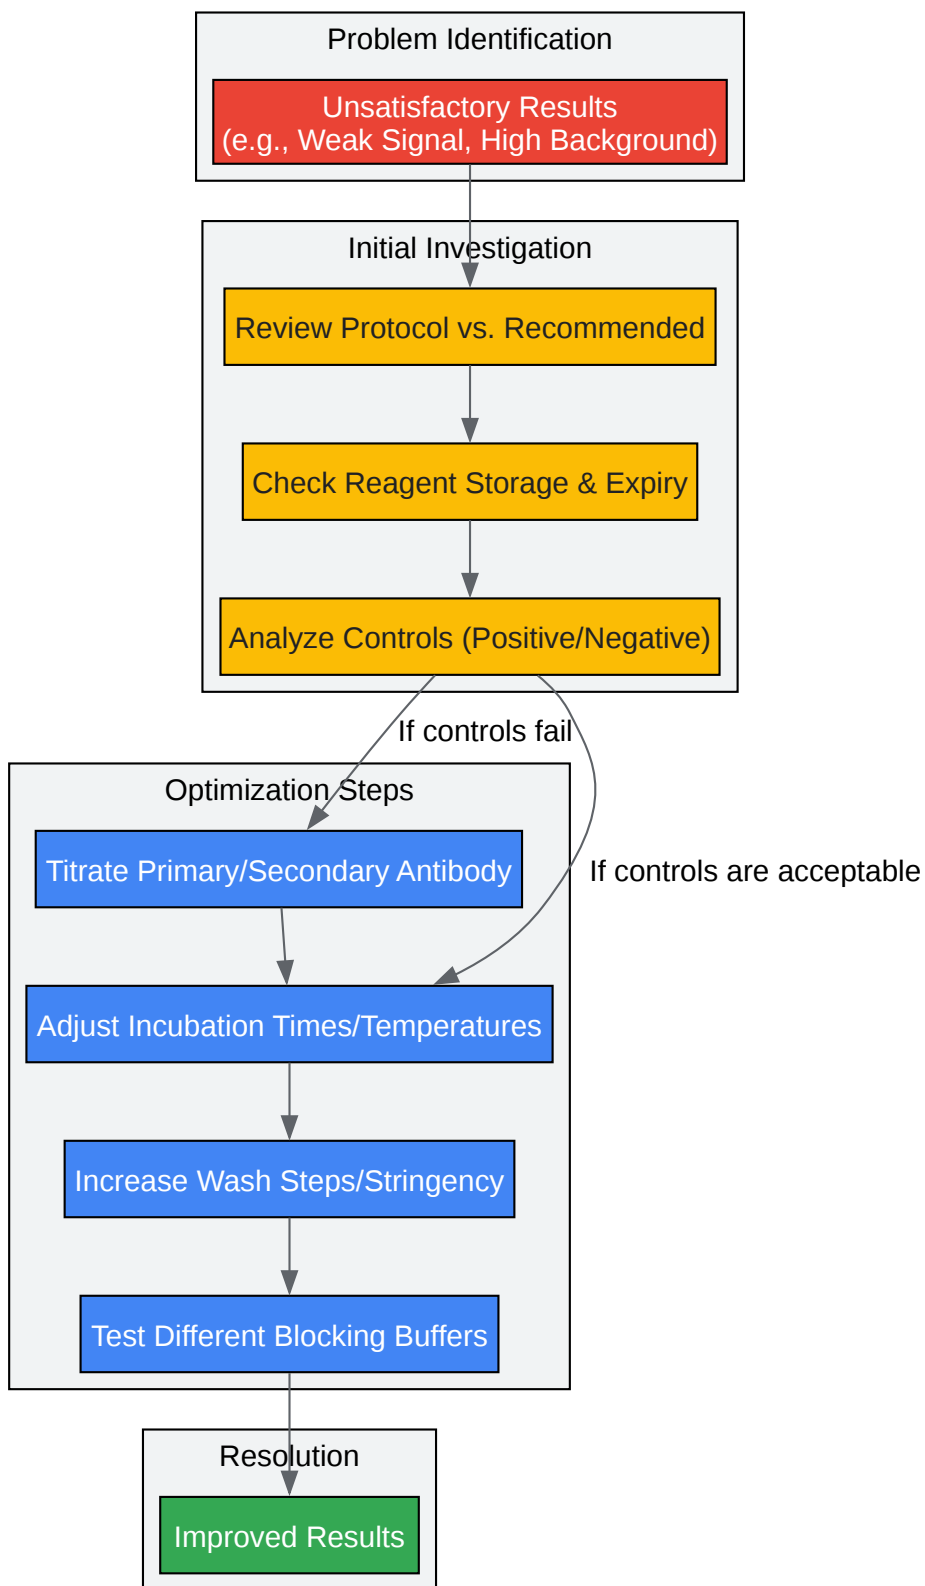 Problem Identification
Unsatisfactory Results
(e.g., Weak Signal, High Background)
Initial Investigation
Review Protocol vs. Recommended
Check Reagent Storage & Expiry
Analyze Controls (Positive/Negative)
If controls fail
Optimization Steps
Titrate Primary/Secondary Antibody
If controls are acceptable
Adjust Incubation Times/Temperatures
Increase Wash Steps/Stringency
Test Different Blocking Buffers
Resolution
Improved Results